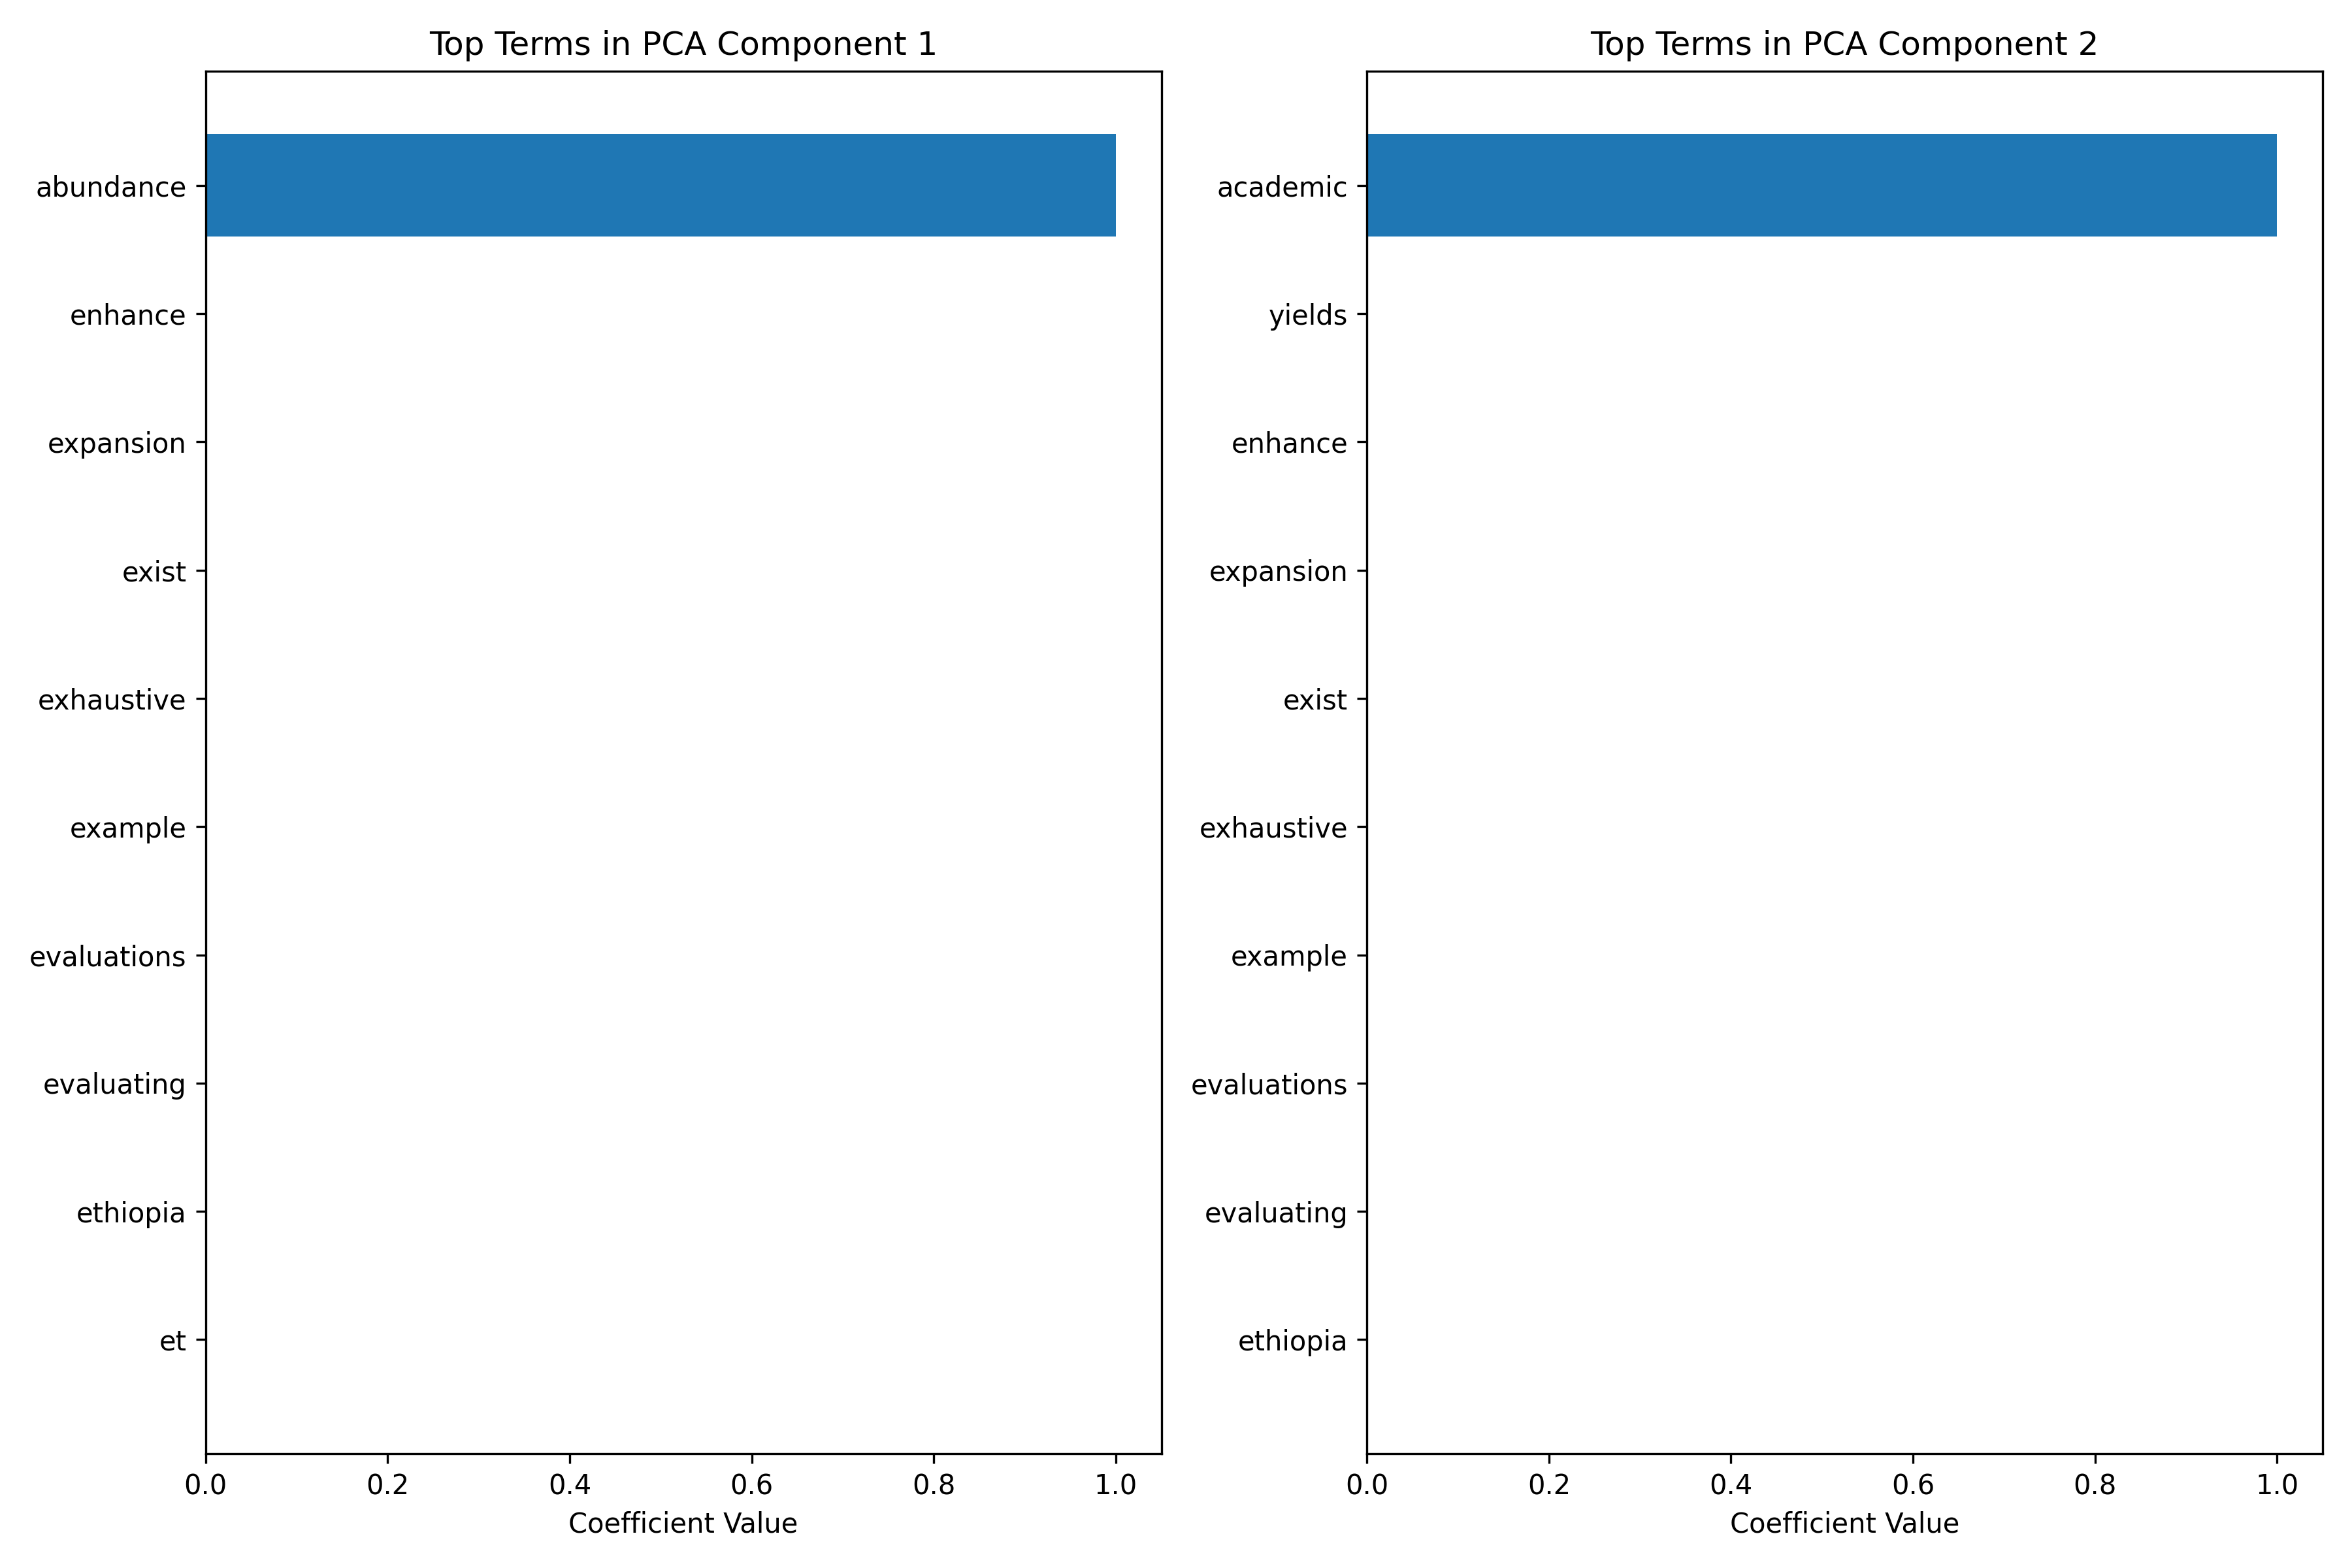 Top Terms in PCA Component 1
abundance
enhance
expansion
exist
exhaustive
example
evaluations
evaluating
ethiopia
et
0.0 0.2 0.4 0.6 0.8 1.0
Coefficient Value
Top Terms in PCA Component 2
academic
yields
enhance
expansion
exist
exhaustive
example
evaluations
evaluating
ethiopia
0.0 0.2 0.4 0.6 0.8 1.0
Coefficient Value